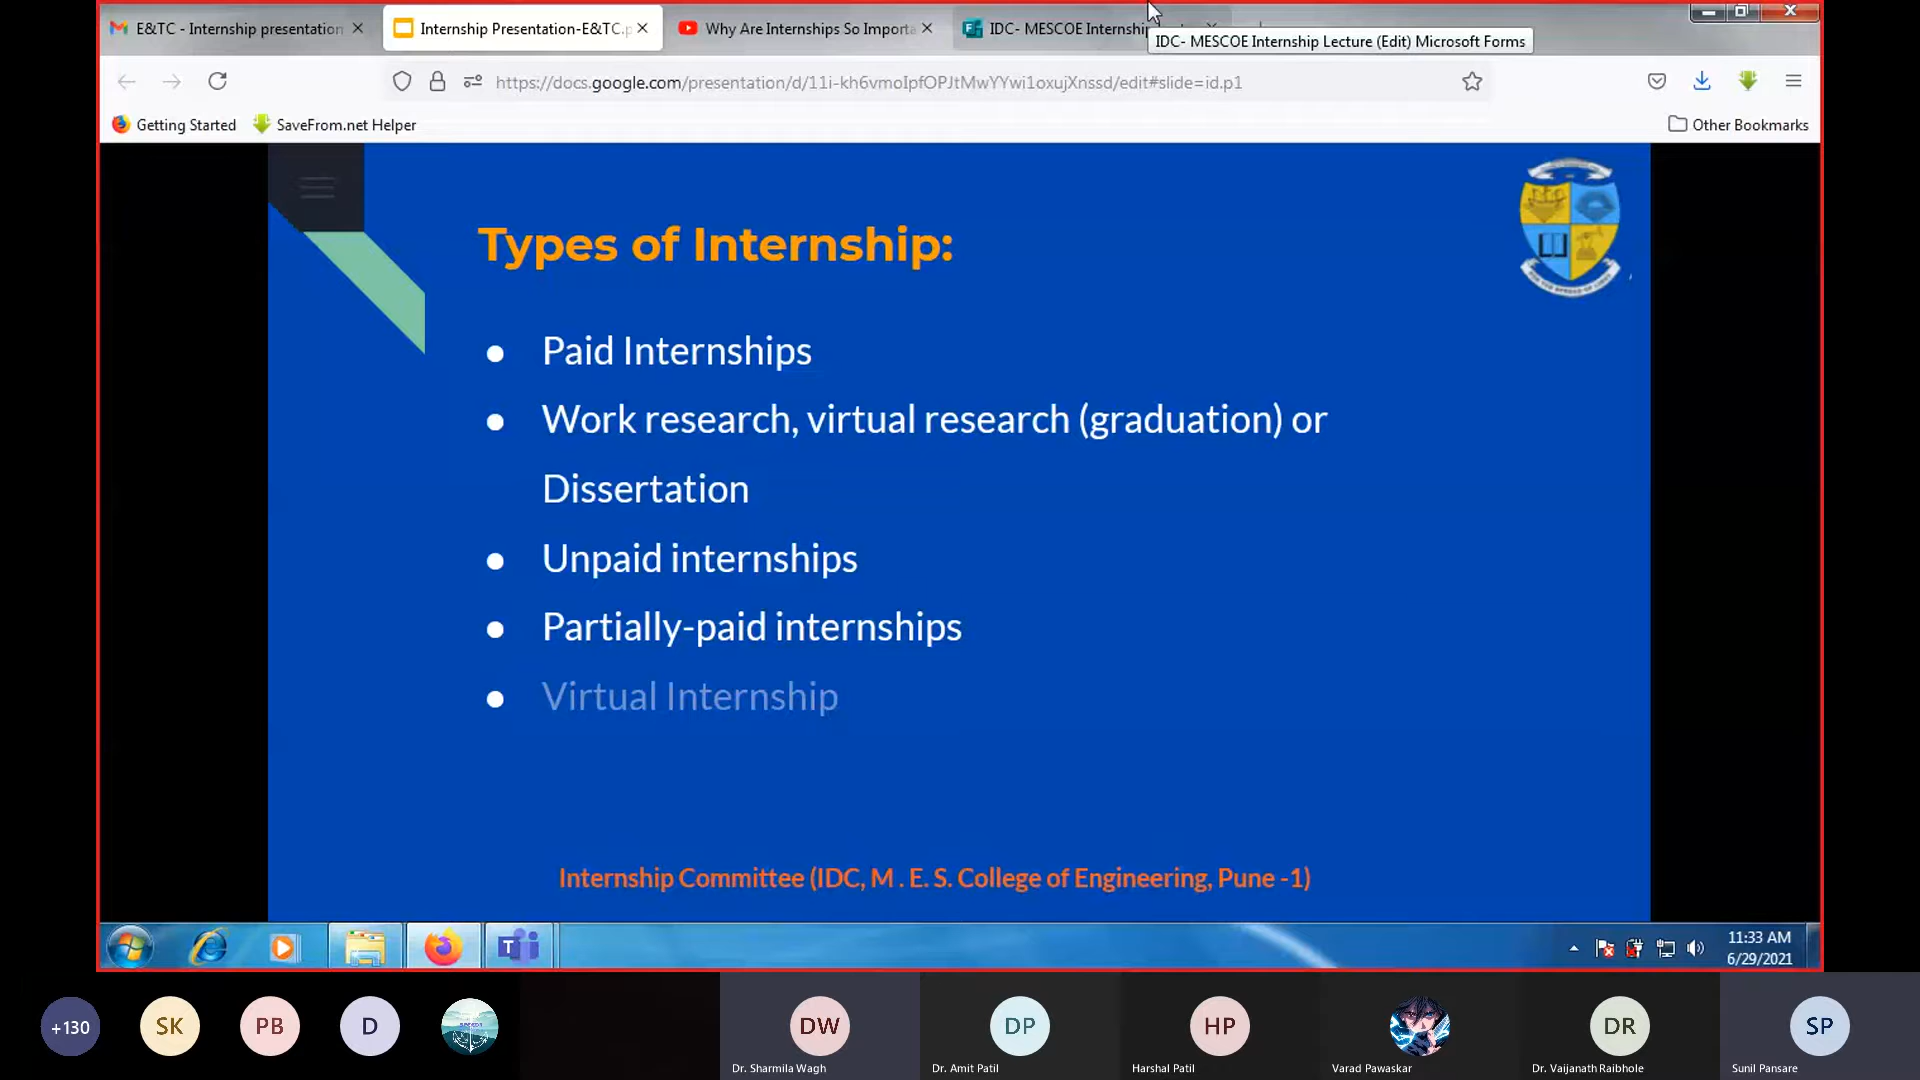 E&TC - Internship presentation
Internship Presentation-E&TC.p
Why Are Internships So Importa
IDC- MESCOE Internship
IDC- MESCOE Internship Lecture (Edit) Microsoft Forms
https://docs.google.com/presentation/d/11i-kh6vmoIpfOPJtMwYYwi1oxujXnssd/edit#slide=id.p1
Getting Started
SaveFrom.net Helper
Other Bookmarks
Types of Internship:
● Paid Internships
● Work research, virtual research (graduation) or
Dissertation
● Unpaid internships
● Partially-paid internships
● Virtual Internship
Internship Committee (IDC, M . E. S. College of Engineering, Pune -1)
11:33 AM
6/29/2021
+130
SK
PB
D
DW
DP
HP
DR
SP
Dr. Sharmila Wagh
Dr. Amit Patil
Harshal Patil
Varad Pawaskar
Dr. Vaijanath Raibhole
Sunil Pansare